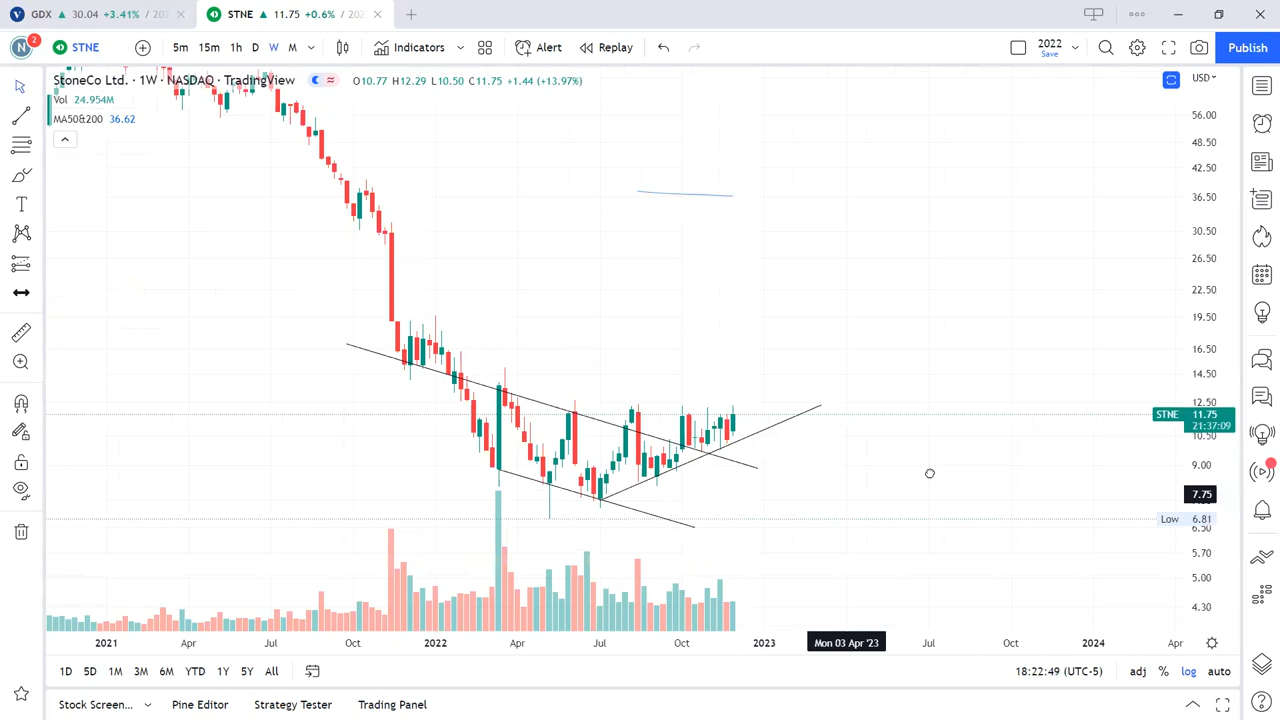 GDX ▲ 30.04 +3.41% / 202
STNE ▲ 11.75 +0.6% / 202
N 2 STNE 5m 15m 1h D W M Indicators Alert Replay 2022 Save Publish
StoneCo Ltd. · 1W · NASDAQ · TradingView O10.77 H12.29 L10.50 C11.75 +1.44 (+13.97%) USD
Vol 24.954M
MA50&200 36.62
56.00
48.50
42.50
36.50
30.50
26.50
22.50
19.50
16.50
14.50
12.50
STNE 11.75
21:37:09
10.50
9.00
7.75
Low 6.81
6.50
5.70
5.00
4.30
2021 Apr Jul Oct 2022 Apr Jul Oct 2023 Mon 03 Apr '23 Jul Oct 2024 Apr
1D 5D 1M 3M 6M YTD 1Y 5Y All 18:22:49 (UTC-5) adj % log auto
Stock Screen... Pine Editor Strategy Tester Trading Panel